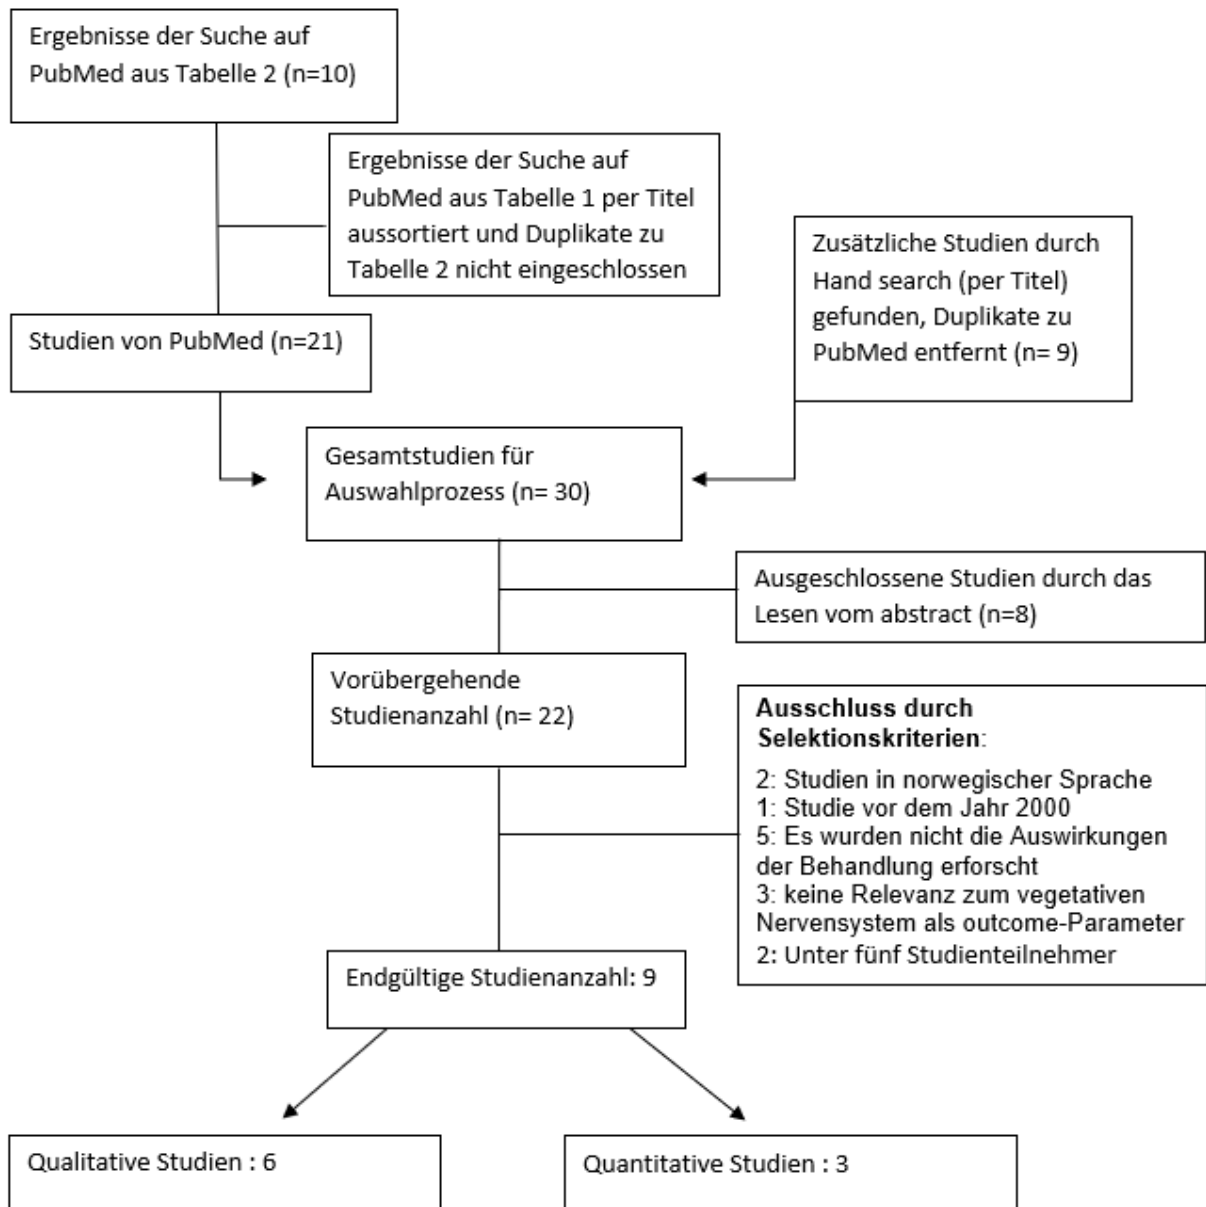 Ergebnisse der Suche auf
PubMed aus Tabelle 2 (n=10)
Ergebnisse der Suche auf
PubMed aus Tabelle 1 per Titel
aussortiert und Duplikate zu
Tabelle 2 nicht eingeschlossen
Zusätzliche Studien durch
Hand search (per Titel)
gefunden, Duplikate zu
PubMed entfernt (n= 9)
Studien von PubMed (n=21)
Gesamtstudien für
Auswahlprozess (n= 30)
Ausgeschlossene Studien durch das
Lesen vom abstract (n=8)
Vorübergehende
Studienanzahl (n= 22)
Ausschluss durch
Selektionskriterien:
2: Studien in norwegischer Sprache
1: Studie vor dem Jahr 2000
5: Es wurden nicht die Auswirkungen
der Behandlung erforscht
3: keine Relevanz zum vegetativen
Nervensystem als outcome-Parameter
2: Unter fünf Studienteilnehmer
Endgültige Studienanzahl: 9
Qualitative Studien : 6
Quantitative Studien : 3